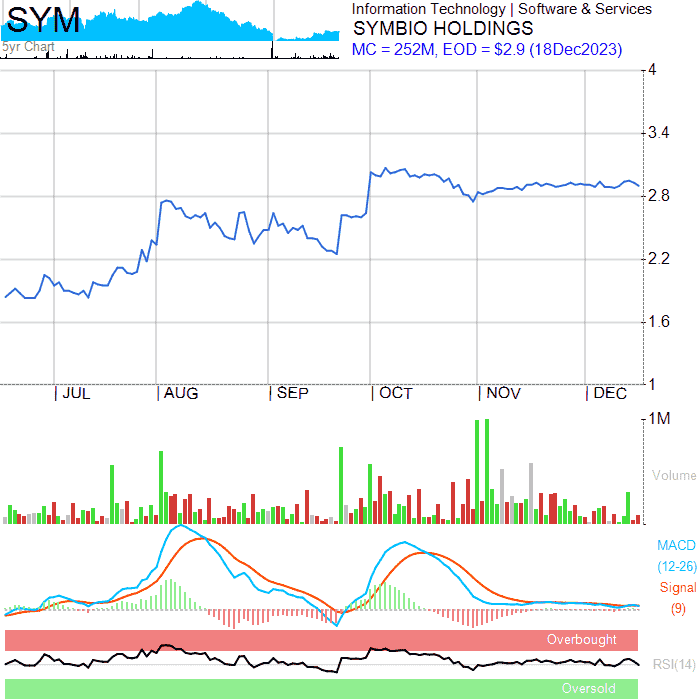 SYM
5yr Chart
Information Technology | Software & Services
SYMBIO HOLDINGS
MC = 252M, EOD = $2.9 (18Dec2023)
4
3.4
2.8
2.2
1.6
1
JUL AUG SEP OCT NOV DEC
1M
Volume
MACD
(12-26)
Signal
(9)
Overbought
RSI(14)
Oversold